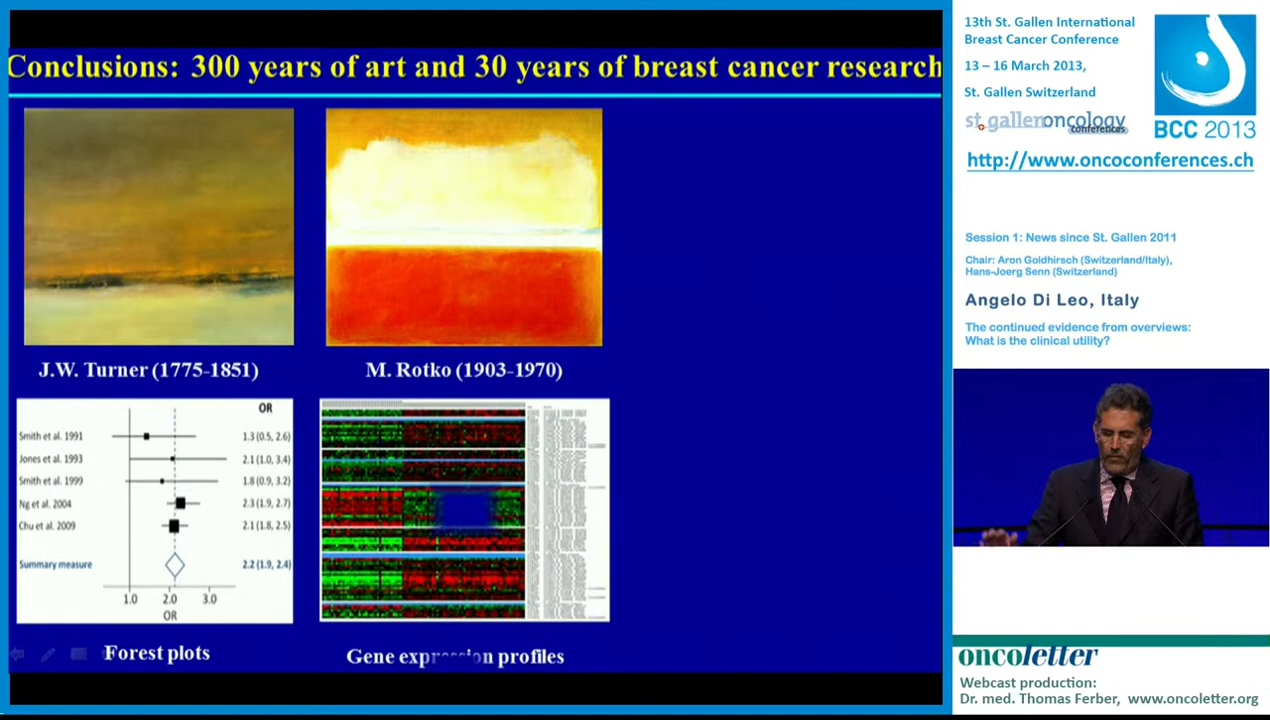 Conclusions: 300 years of art and 30 years of breast cancer research
J.W. Turner (1775-1851)
M. Rotko (1903-1970)
OR
Smith et al. 1991
1.3 (0.5, 2.6)
Jones et al. 1993
2.1 (1.0, 3.4)
Smith et al. 1999
1.8 (0.9, 3.2)
Ng et al. 2004
2.3 (1.9, 2.7)
Chu et al. 2009
2.1 (1.8, 2.5)
Summary measure
2.2 (1.9, 2.4)
1.0 2.0 3.0
OR
Forest plots
Gene expression profiles
13th St. Gallen International
Breast Cancer Conference
13 – 16 March 2013,
St. Gallen Switzerland
st.gallenoncology
conferences
BCC 2013
http://www.oncoconferences.ch
Session 1: News since St. Gallen 2011
Chair: Aron Goldhirsch (Switzerland/Italy),
Hans-Joerg Senn (Switzerland)
Angelo Di Leo, Italy
The continued evidence from overviews:
What is the clinical utility?
oncoletter
Webcast production:
Dr. med. Thomas Ferber, www.oncoletter.org